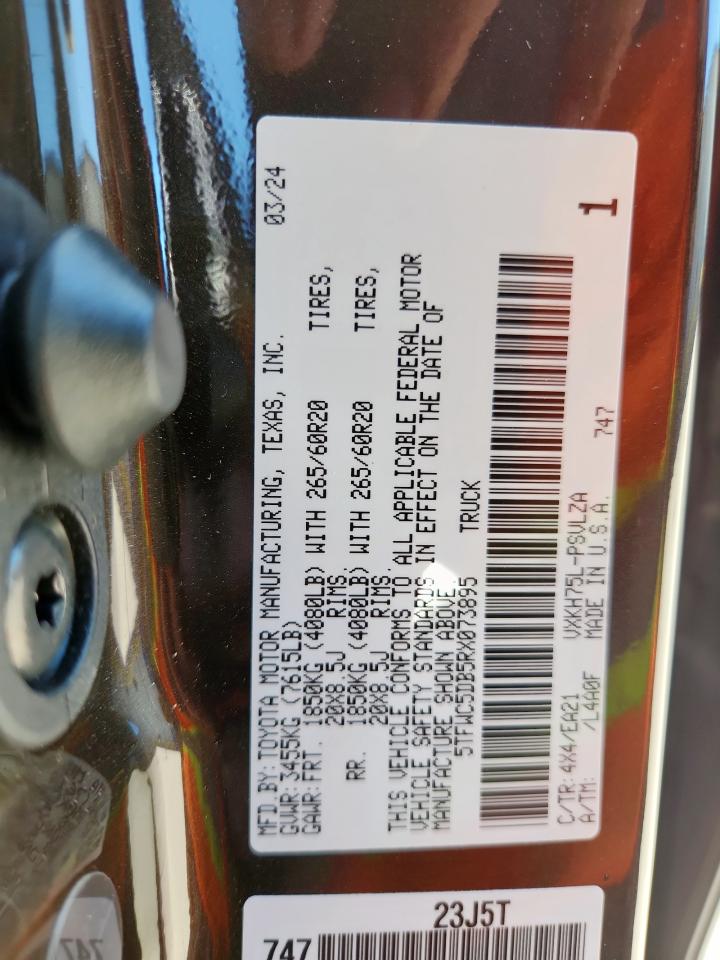 MFD.BY:TOYOTA MOTOR MANUFACTURING, TEXAS, INC. 03/24
GVWR:3455KG (7615LB)
GAWR:FRT. 1850KG (4080LB) WITH 265/60R20 TIRES,
20X8.5J RIMS.
RR. 1850KG (4080LB) WITH 265/60R20 TIRES,
20X8.5J RIMS.
THIS VEHICLE CONFORMS TO ALL APPLICABLE FEDERAL MOTOR
VEHICLE SAFETY STANDARDS IN EFFECT ON THE DATE OF
MANUFACTURE SHOWN ABOVE.
5TFWC5DB5RX073895 TRUCK
C/TR:4X4/EA21 VXKH75L-PSVLZA 747
A/TM: /L4A0F MADE IN U.S.A.
1
23J5T
747
747